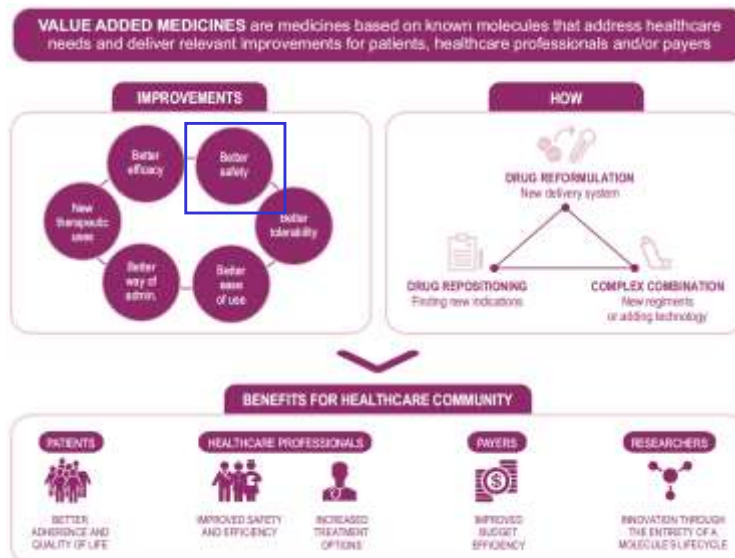 VALUE ADDED MEDICINES are medicines based on known molecules that address healthcare
needs and deliver relevant improvements for patients, healthcare professionals and/or payers
IMPROVEMENTS
Better
efficacy
Better
safety
New
therapeutic
uses
Better
tolerability
Better
way of
admin.
Better
ease
of use
HOW
DRUG REFORMULATION
New delivery system
DRUG REPOSITIONING
Finding new indications
COMPLEX COMBINATION
New regiments
or adding technology
BENEFITS FOR HEALTHCARE COMMUNITY
PATIENTS
BETTER
ADHERENCE AND
QUALITY OF LIFE
HEALTHCARE PROFESSIONALS
IMPROVED SAFETY
AND EFFICIENCY
INCREASED
TREATMENT
OPTIONS
PAYERS
$
IMPROVED
BUDGET
EFFICIENCY
RESEARCHERS
INNOVATION THROUGH
THE ENTIRETY OF A
MOLECULE'S LIFECYCLE